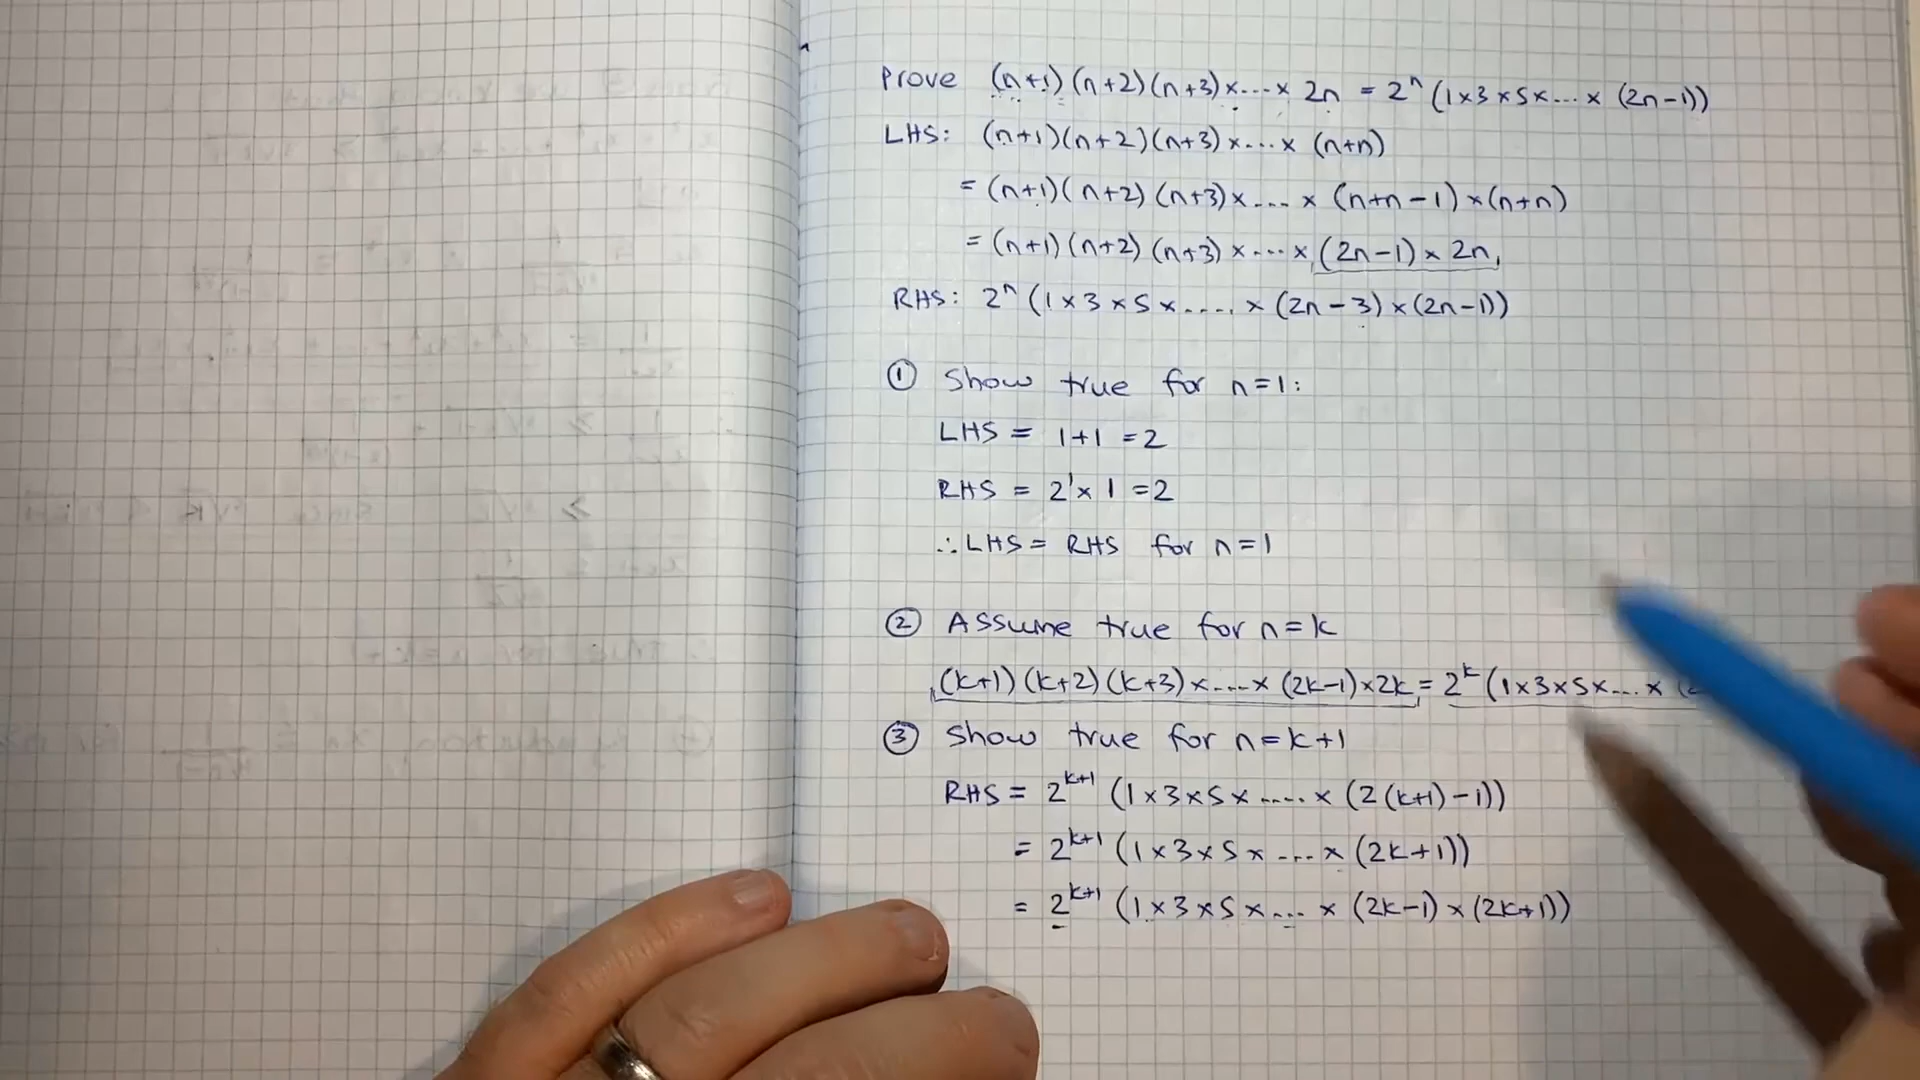 Prove (n+1)(n+2)(n+3)×....× 2n = 2ⁿ(1×3×5×...× (2n-1))
LHS: (n+1)(n+2)(n+3)×....× (n+n)
= (n+1)(n+2)(n+3)×....× (n+n-1)×(n+n)
= (n+1)(n+2)(n+3)×....×(2n-1)×2n
RHS: 2ⁿ(1×3×5×.....×(2n-3)×(2n-1))
① Show true for n=1:
LHS = 1+1 =2
RHS = 2¹×1 =2
∴ LHS = RHS for n=1
② Assume true for n=k
(k+1)(k+2)(k+3)×....×(2k-1)×2k = 2ᵏ(1×3×5×...×(2
③ Show true for n=k+1
RHS = 2ᵏ⁺¹(1×3×5×.....×(2(k+1)-1))
= 2ᵏ⁺¹(1×3×5×....×(2k+1))
= 2ᵏ⁺¹(1×3×5×....×(2k-1)×(2k+1))